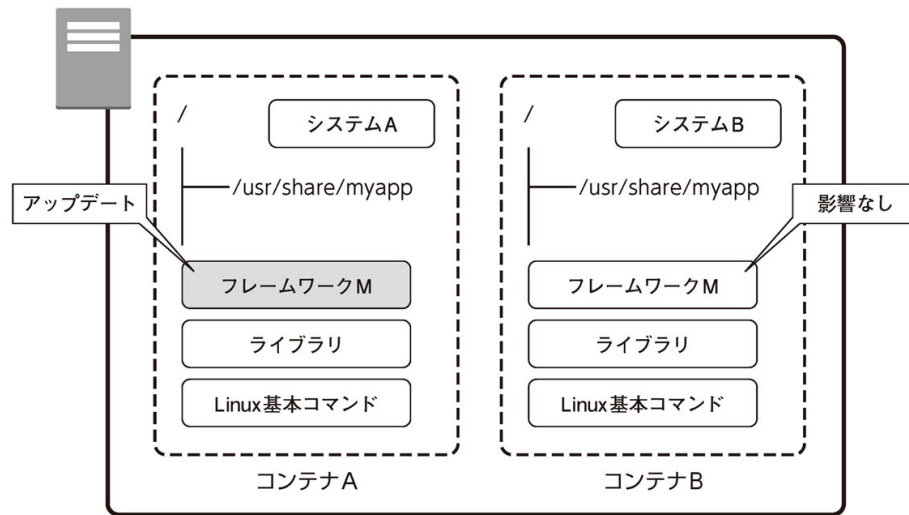 /
システムA
/usr/share/myapp
アップデート
フレームワークM
ライブラリ
Linux基本コマンド
コンテナA
/
システムB
/usr/share/myapp
影響なし
フレームワークM
ライブラリ
Linux基本コマンド
コンテナB